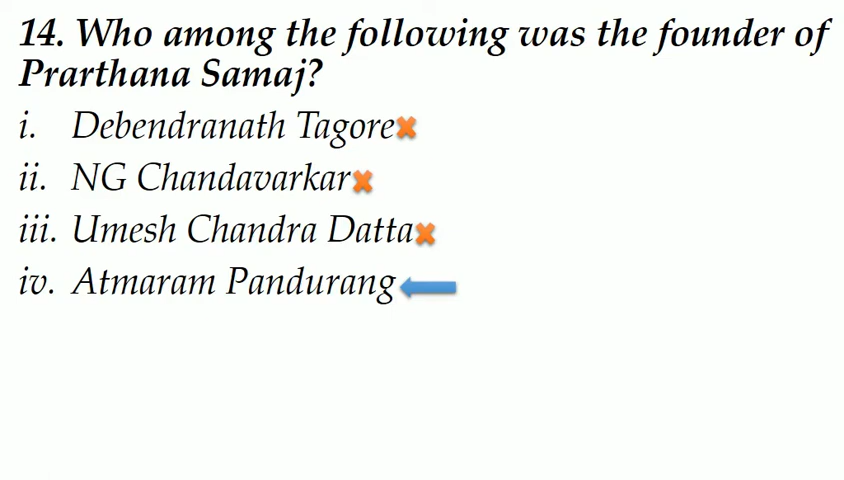 14. Who among the following was the founder of
Prarthana Samaj?
i. Debendranath Tagore
ii. NG Chandavarkar
iii. Umesh Chandra Datta
iv. Atmaram Pandurang